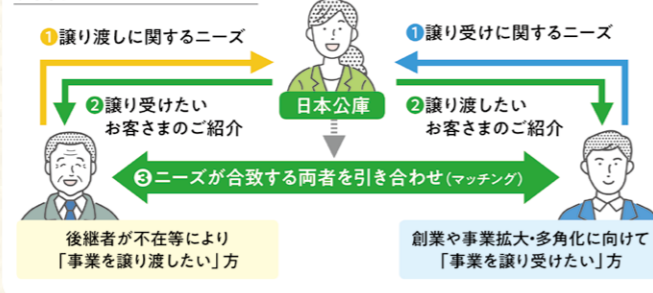 ❶譲り渡しに関するニーズ
❶譲り受けに関するニーズ
日本公庫
❷譲り受けたい
お客さまのご紹介
❷譲り渡したい
お客さまのご紹介
❸ニーズが合致する両者を引き合わせ(マッチング)
後継者が不在等により
「事業を譲り渡したい」方
創業や事業拡大・多角化に向けて
「事業を譲り受けたい」方